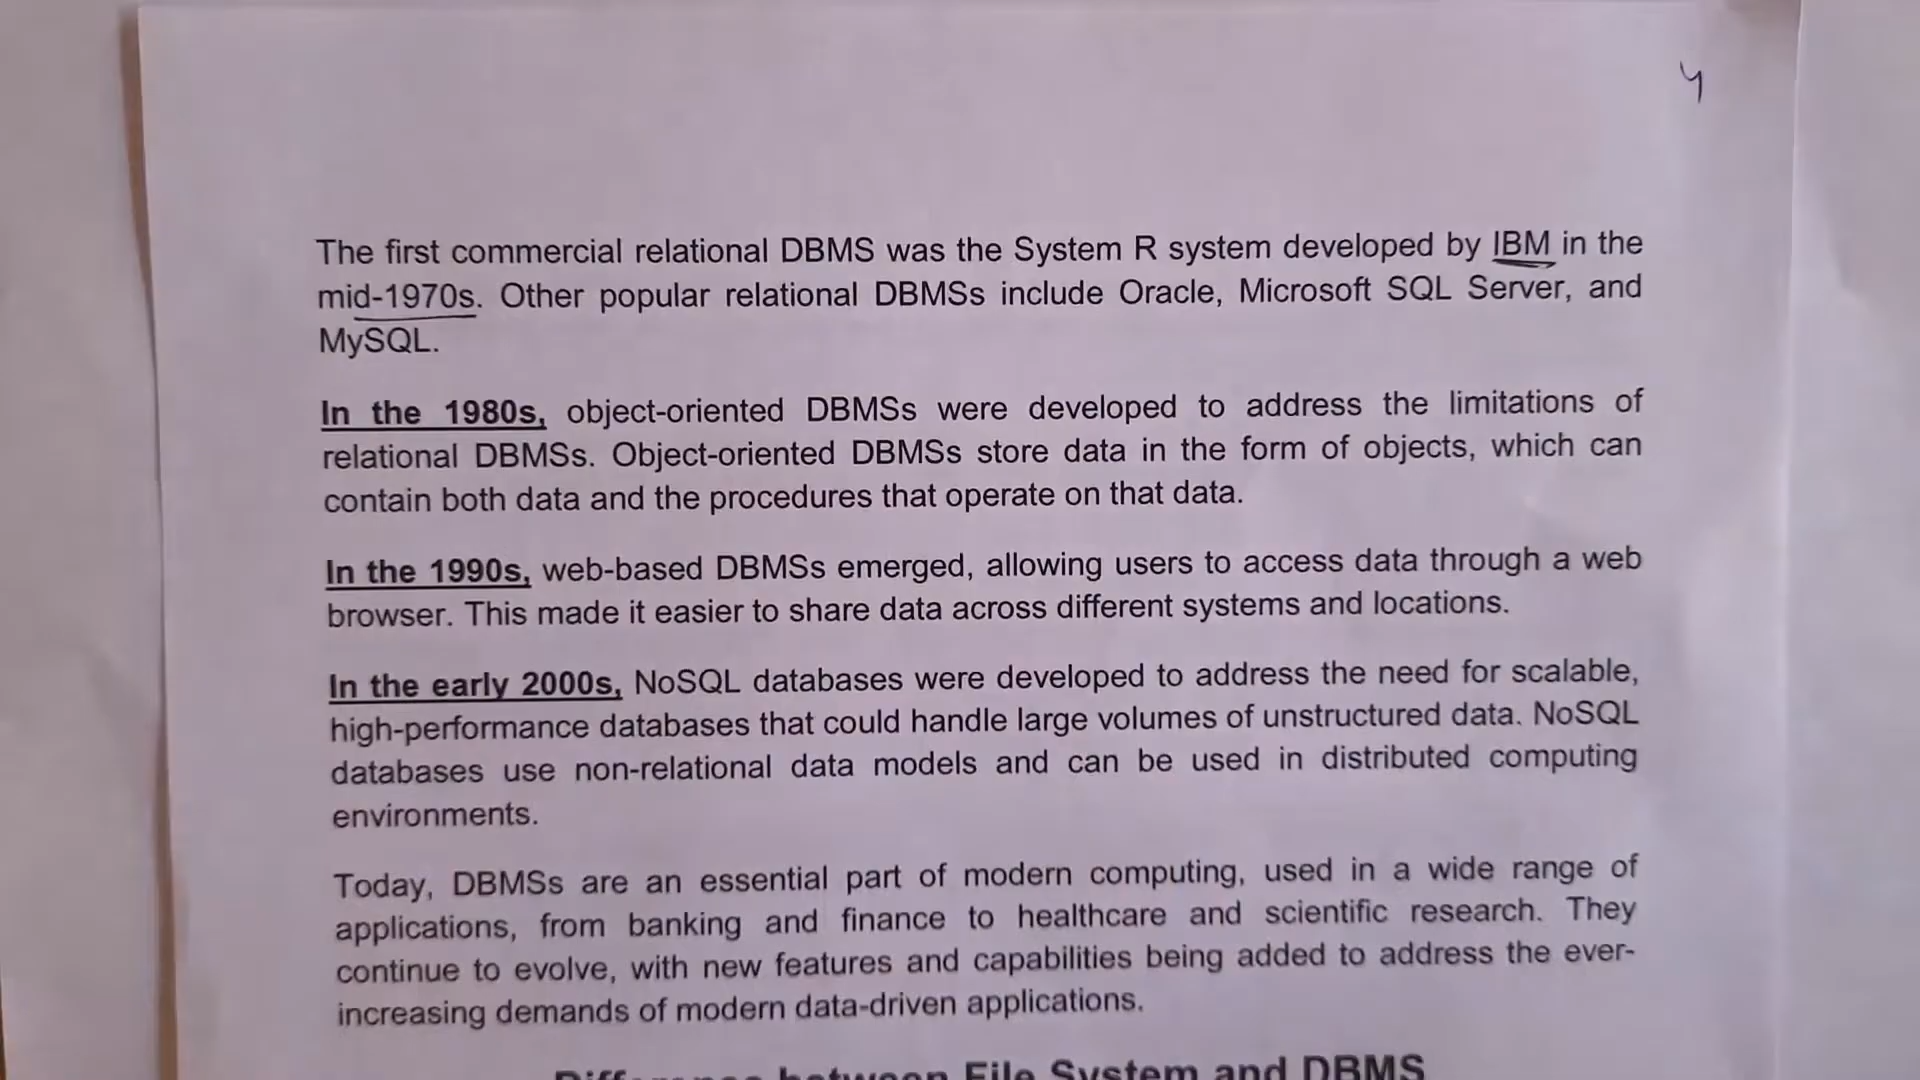 4
The first commercial relational DBMS was the System R system developed by IBM in the
mid-1970s. Other popular relational DBMSs include Oracle, Microsoft SQL Server, and
MySQL.
In the 1980s, object-oriented DBMSs were developed to address the limitations of
relational DBMSs. Object-oriented DBMSs store data in the form of objects, which can
contain both data and the procedures that operate on that data.
In the 1990s, web-based DBMSs emerged, allowing users to access data through a web
browser. This made it easier to share data across different systems and locations.
In the early 2000s, NoSQL databases were developed to address the need for scalable,
high-performance databases that could handle large volumes of unstructured data. NoSQL
databases use non-relational data models and can be used in distributed computing
environments.
Today, DBMSs are an essential part of modern computing, used in a wide range of
applications, from banking and finance to healthcare and scientific research. They
continue to evolve, with new features and capabilities being added to address the ever-
increasing demands of modern data-driven applications.
Difference between File System and DBMS